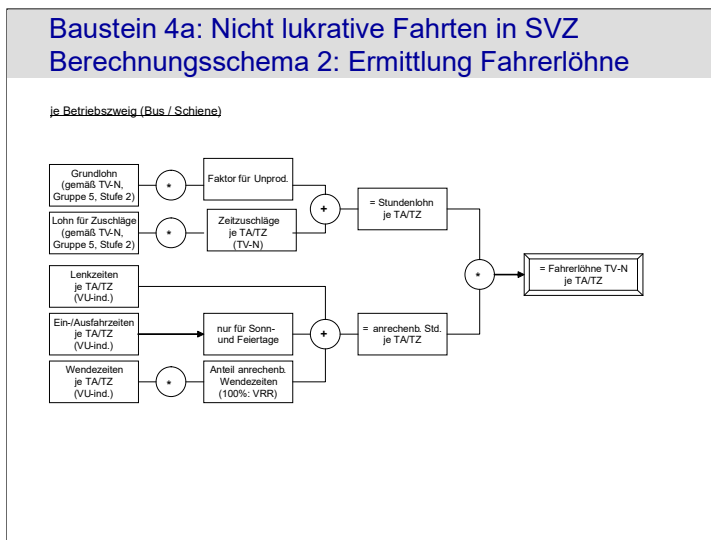 Baustein 4a: Nicht lukrative Fahrten in SVZ
Berechnungsschema 2: Ermittlung Fahrerlöhne
je Betriebszweig (Bus / Schiene)
Grundlohn
(gemäß TV-N,
Gruppe 5, Stufe 2)
*
Faktor für Unprod.
+
= Stundenlohn
je TA/TZ
Lohn für Zuschläge
(gemäß TV-N,
Gruppe 5, Stufe 2)
*
Zeitzuschläge
je TA/TZ
(TV-N)
*
= Fahrerlöhne TV-N
je TA/TZ
Lenkzeiten
je TA/TZ
(VU-ind.)
Ein-/Ausfahrzeiten
je TA/TZ
(VU-ind.)
nur für Sonn-
und Feiertage
+
= anrechenb. Std.
je TA/TZ
Wendezeiten
je TA/TZ
(VU-ind.)
*
Anteil anrechenb.
Wendezeiten
(100%: VRR)